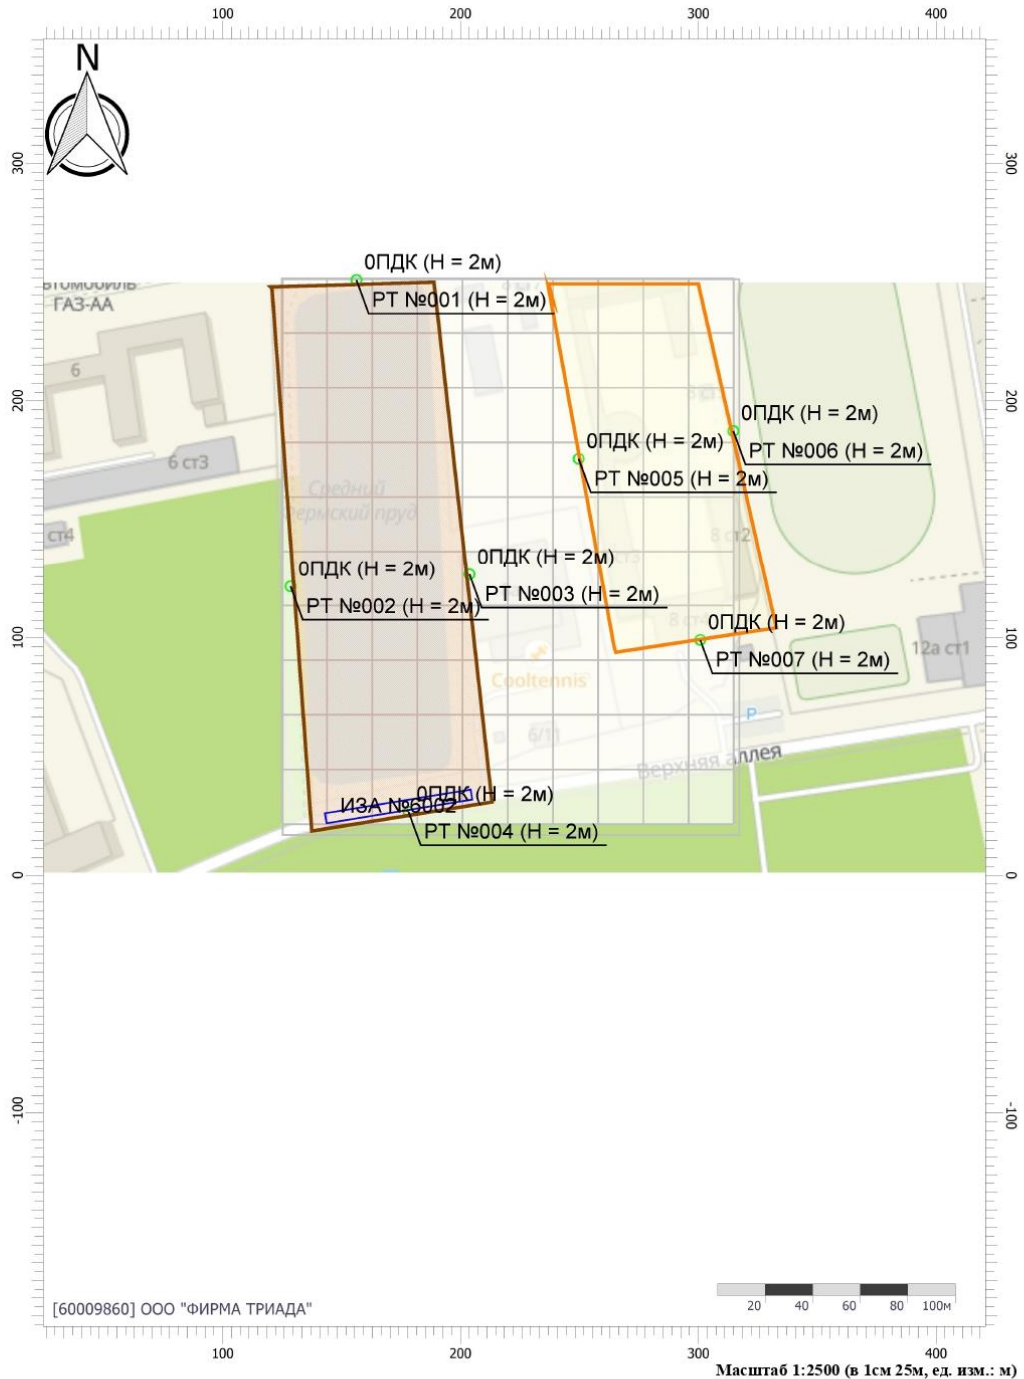 100 200 300 400
N
300 300
0ПДК (H = 2м)
РТ №001 (H = 2м)
ГАЗ-АА
6
200 200
0ПДК (H = 2м)
РТ №006 (H = 2м)
0ПДК (H = 2м)
РТ №005 (H = 2м)
6 ст3
Средний
Пермский пруд
ст4
8 ст2
0ПДК (H = 2м)
РТ №003 (H = 2м)
0ПДК (H = 2м)
РТ №002 (H = 2м)
100 100
0ПДК (H = 2м)
РТ №007 (H = 2м)
12а ст1
Cooltennis
P
6/11
Верхняя аллея
ИЗА №6002
0ПДК (H = 2м)
РТ №004 (H = 2м)
0 0
-100 -100
20 40 60 80 100м
[60009860] ООО "ФИРМА ТРИАДА"
100 200 300 400
Масштаб 1:2500 (в 1см 25м, ед. изм.: м)